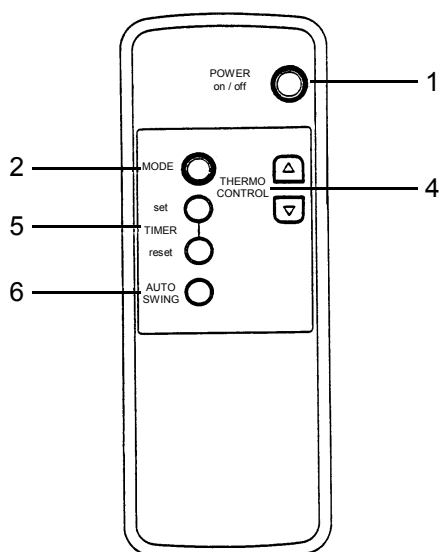 POWER
on / off
1
2
MODE
THERMO
CONTROL
4
set
5
TIMER
reset
6
AUTO
SWING